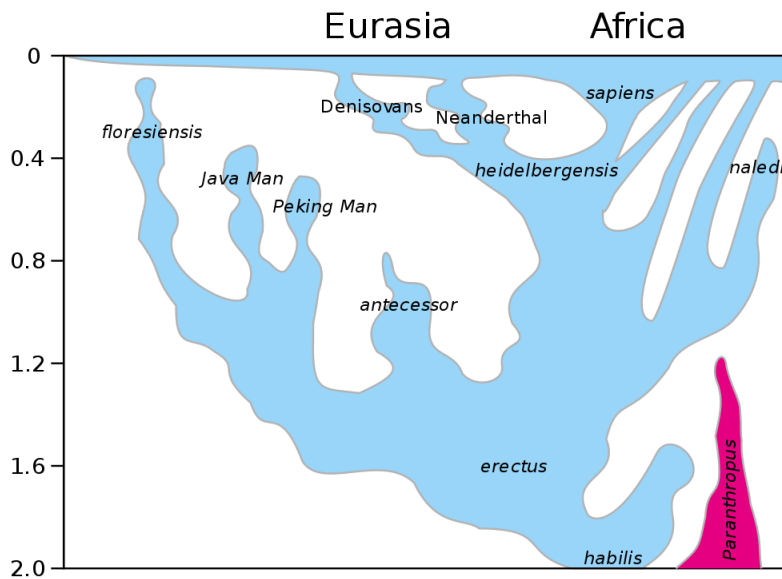 Eurasia Africa
0
sapiens
Denisovans
Neanderthal
floresiensis
0.4
heidelbergensis
naledi
Java Man
Peking Man
0.8
antecessor
1.2
erectus
1.6
Paranthropus
habilis
2.0